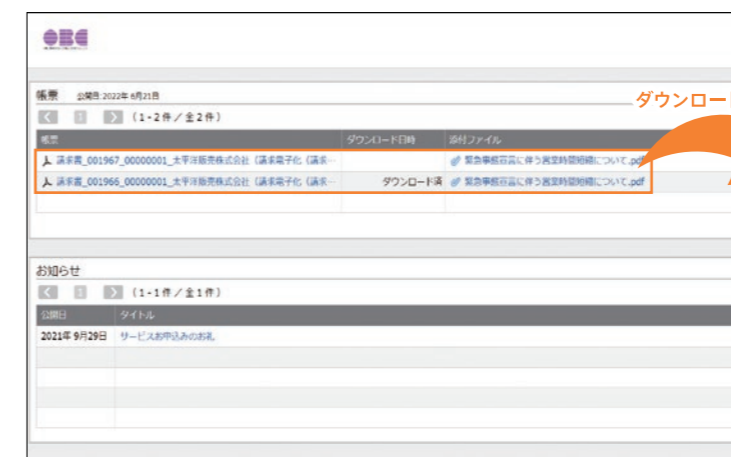 OBC
帳票 公開日:2022年 6月21日
ダウンロー
< 1 > (1-2件/全2件)
帳票 ダウンロード日時 添付ファイル
請求書_001967_00000001_太平洋販売株式会社(請求電子化(請求… 緊急事態宣言に伴う営業時間短縮について.pdf
請求書_001966_00000001_太平洋販売株式会社(請求電子化(請求… ダウンロード済 緊急事態宣言に伴う営業時間短縮について.pdf
お知らせ
< 1 > (1-1件/全1件)
公開日 タイトル
2021年 9月29日 サービスお申込みのお礼